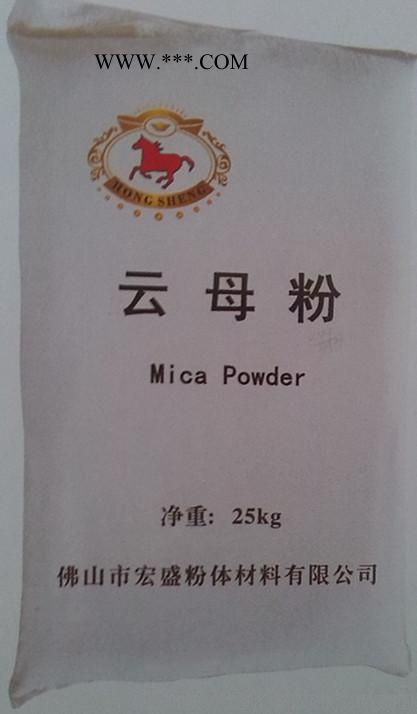 WWW.***.COM
HONG SHENG
云母粉
Mica Powder
净重: 25kg
佛山市宏盛粉体材料有限公司